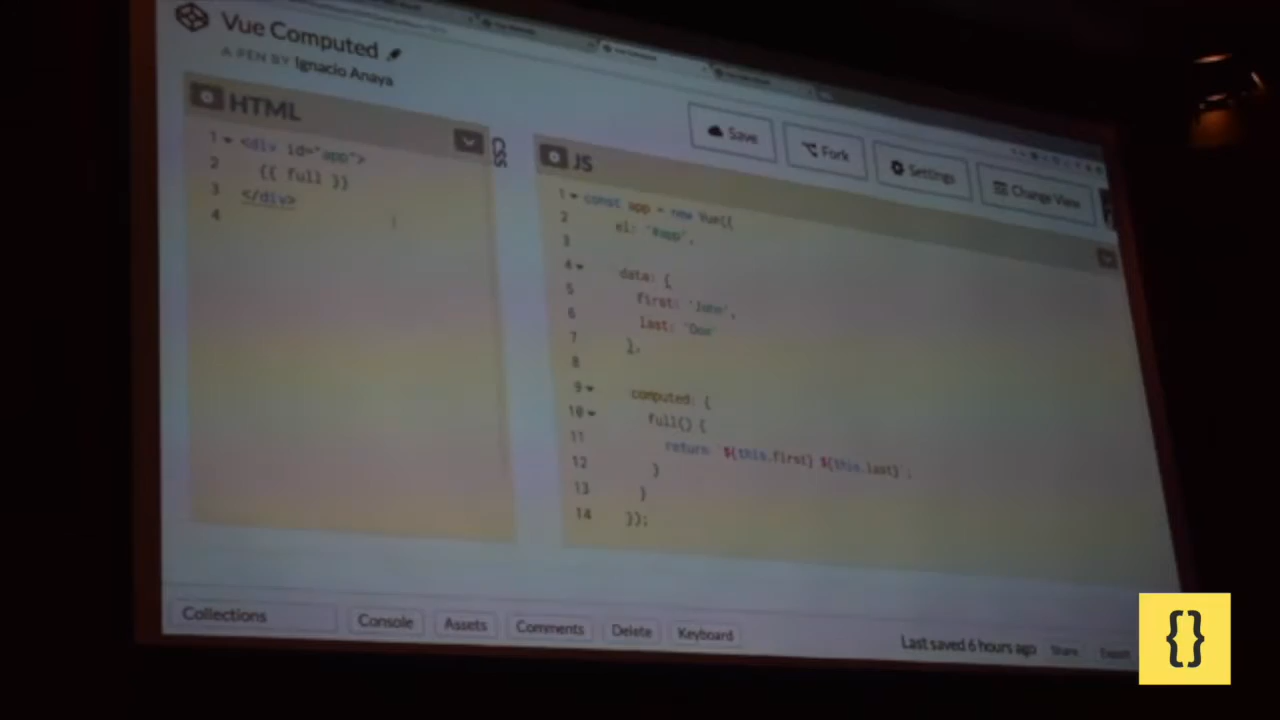 Vue Computed
A PEN BY Ignacio Anaya
Save
Fork
Settings
Change View
HTML
1 <div id="app">
2 {{ full }}
3 </div>
4
CSS
JS
1 const app = new Vue({
2 el: '#app',
3
4 data: {
5 first: 'John',
6 last: 'Doe'
7 },
8
9 computed: {
10 full() {
11 return `${this.first} ${this.last}`;
12 }
13 }
14 });
Collections
Console
Assets
Comments
Delete
Keyboard
Last saved 6 hours ago
Share
Export
{}